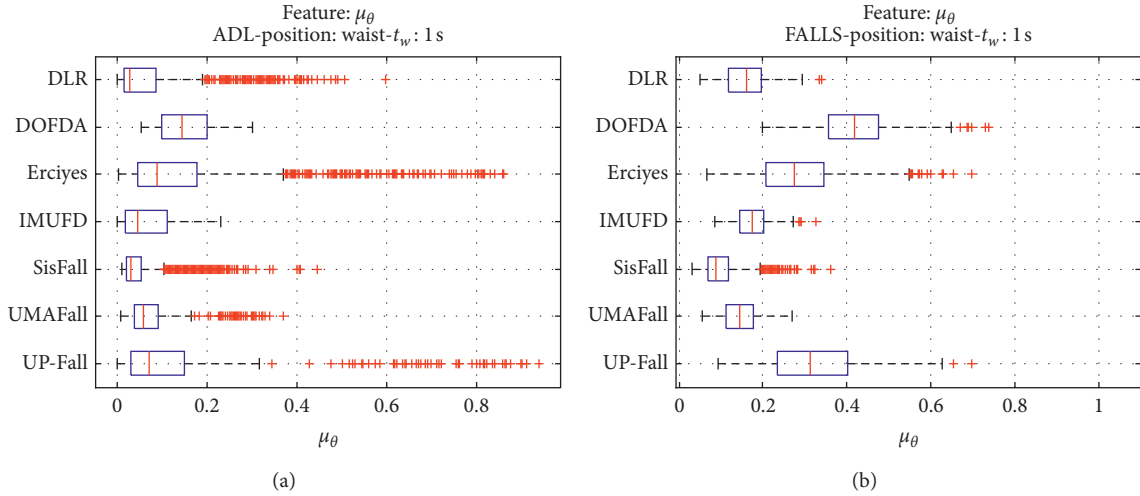 Feature: μθ
ADL-position: waist-tw: 1 s
DLR
DOFDA
Erciyes
IMUFD
SisFall
UMAFall
UP-Fall
0 0.2 0.4 0.6 0.8
μθ
(a)
Feature: μθ
FALLS-position: waist-tw: 1 s
DLR
DOFDA
Erciyes
IMUFD
SisFall
UMAFall
UP-Fall
0 0.2 0.4 0.6 0.8 1
μθ
(b)